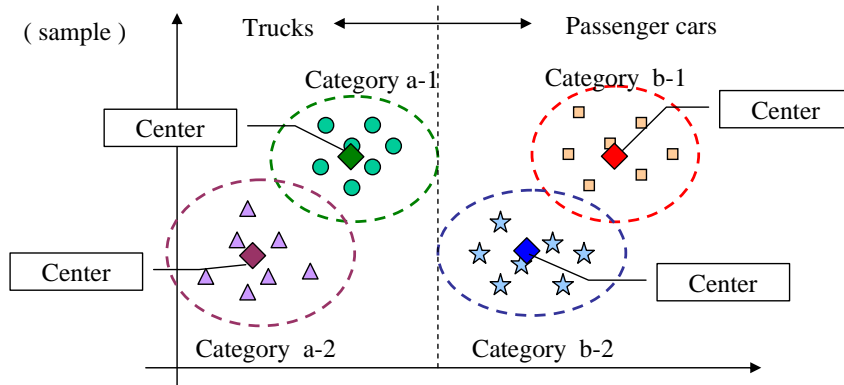 ( sample )
Trucks
Passenger cars
Category a-1
Category b-1
Center
Center
Center
Center
Category a-2
Category b-2